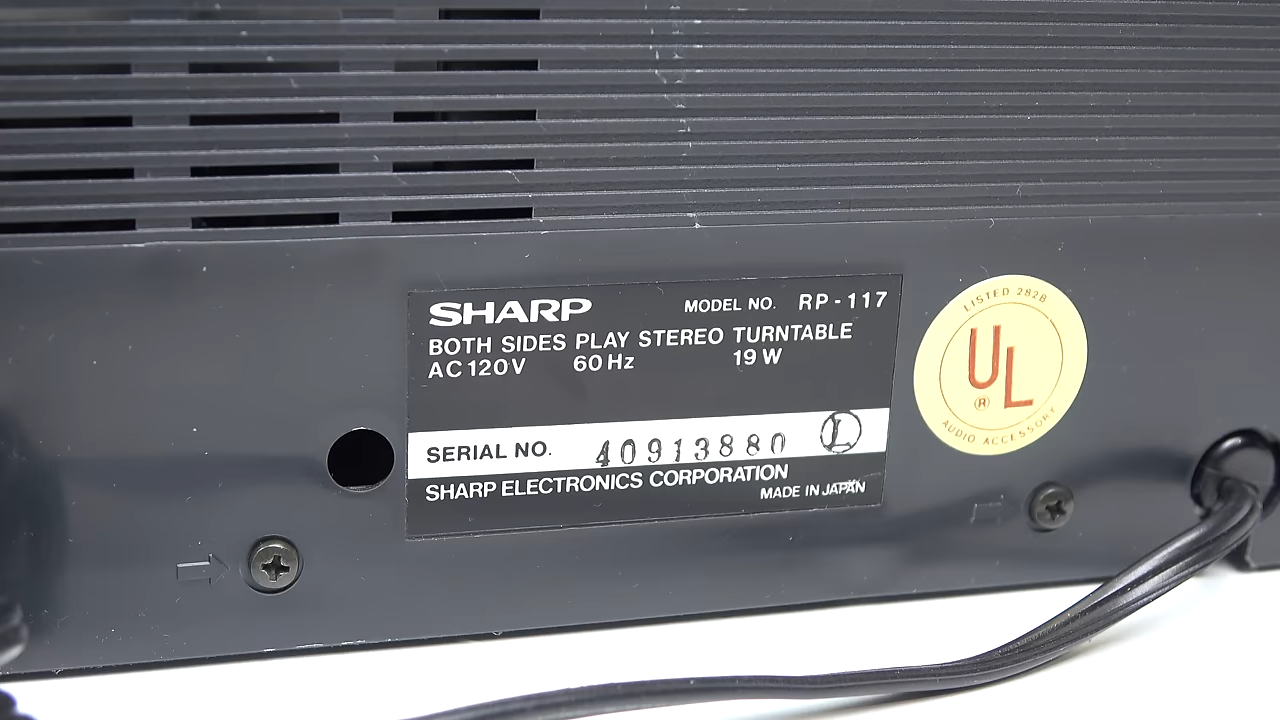 SHARP MODEL NO. RP-117
BOTH SIDES PLAY STEREO TURNTABLE
AC 120V 60 Hz 19 W
SERIAL NO. 40913880 L
SHARP ELECTRONICS CORPORATION
MADE IN JAPAN
LISTED 282B
UL
®
AUDIO ACCESSORY